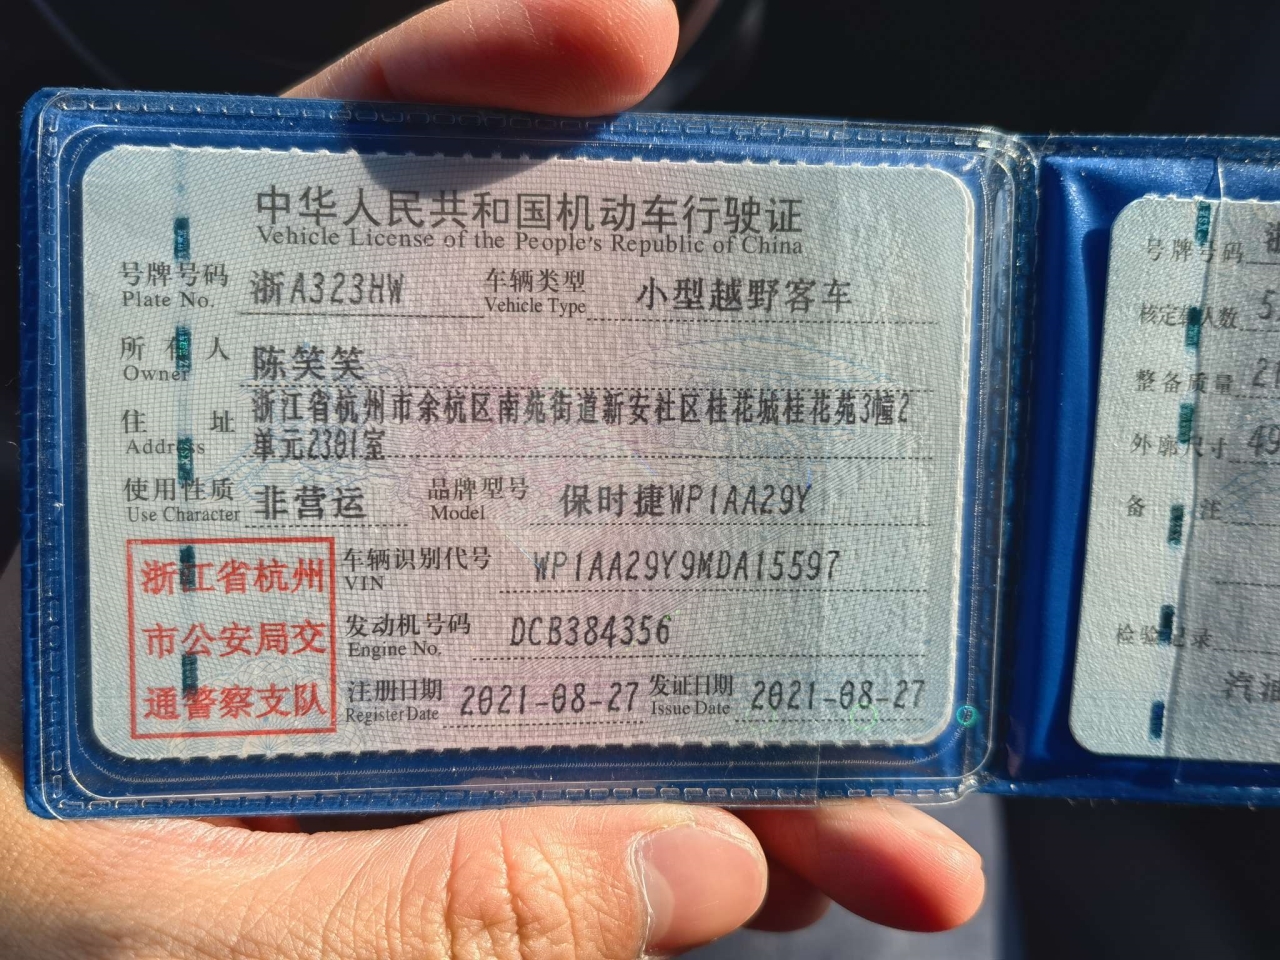 中华人民共和国机动车行驶证
Vehicle License of the People's Republic of China
号牌号码 浙A323HW 车辆类型 小型越野客车
Plate No. Vehicle Type
所有人 陈笑笑
Owner
住址 浙江省杭州市余杭区南苑街道新安社区桂花城桂花苑3幢2
Address 单元2301室
使用性质 非营运 品牌型号 保时捷WP1AA29Y
Use Character Model
浙江省杭州
市公安局交
通警察支队
车辆识别代号 WP1AA29Y9MDA15597
VIN
发动机号码 DCB384356
Engine No.
注册日期 2021-08-27 发证日期 2021-08-27
Register Date Issue Date
号牌号码
核定载人数 5
整备质量
外廓尺寸 49
备注
检验记录
汽油